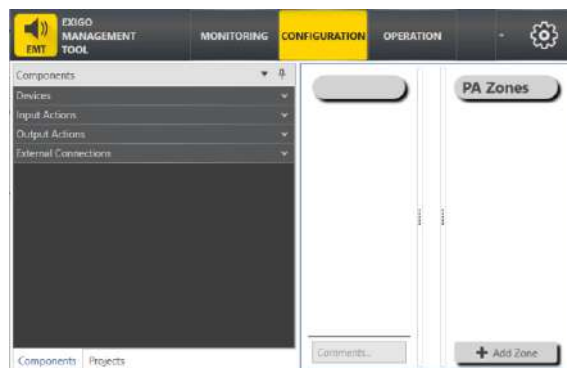 EXIGO
MANAGEMENT
TOOL
EMT
MONITORING
CONFIGURATION
OPERATION
Components
Devices
Input Actions
Output Actions
External Connections
PA Zones
Comments...
Add Zone
Components
Projects